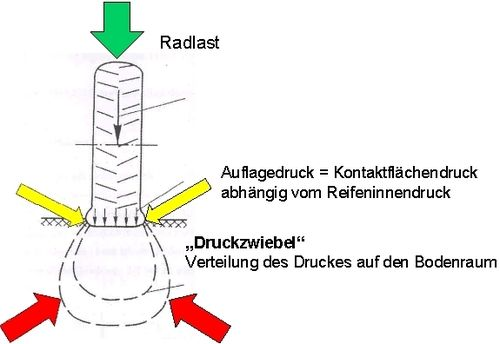 Radlast
Auflagedruck = Kontaktflächendruck
abhängig vom Reifeninnendruck
„Druckzwiebel“
Verteilung des Druckes auf den Bodenraum